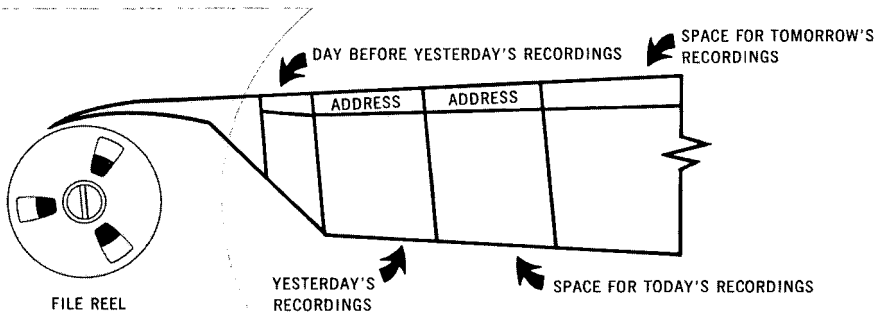 DAY BEFORE YESTERDAY'S RECORDINGS
SPACE FOR TOMORROW'S
RECORDINGS
ADDRESS
ADDRESS
YESTERDAY'S
RECORDINGS
SPACE FOR TODAY'S RECORDINGS
FILE REEL